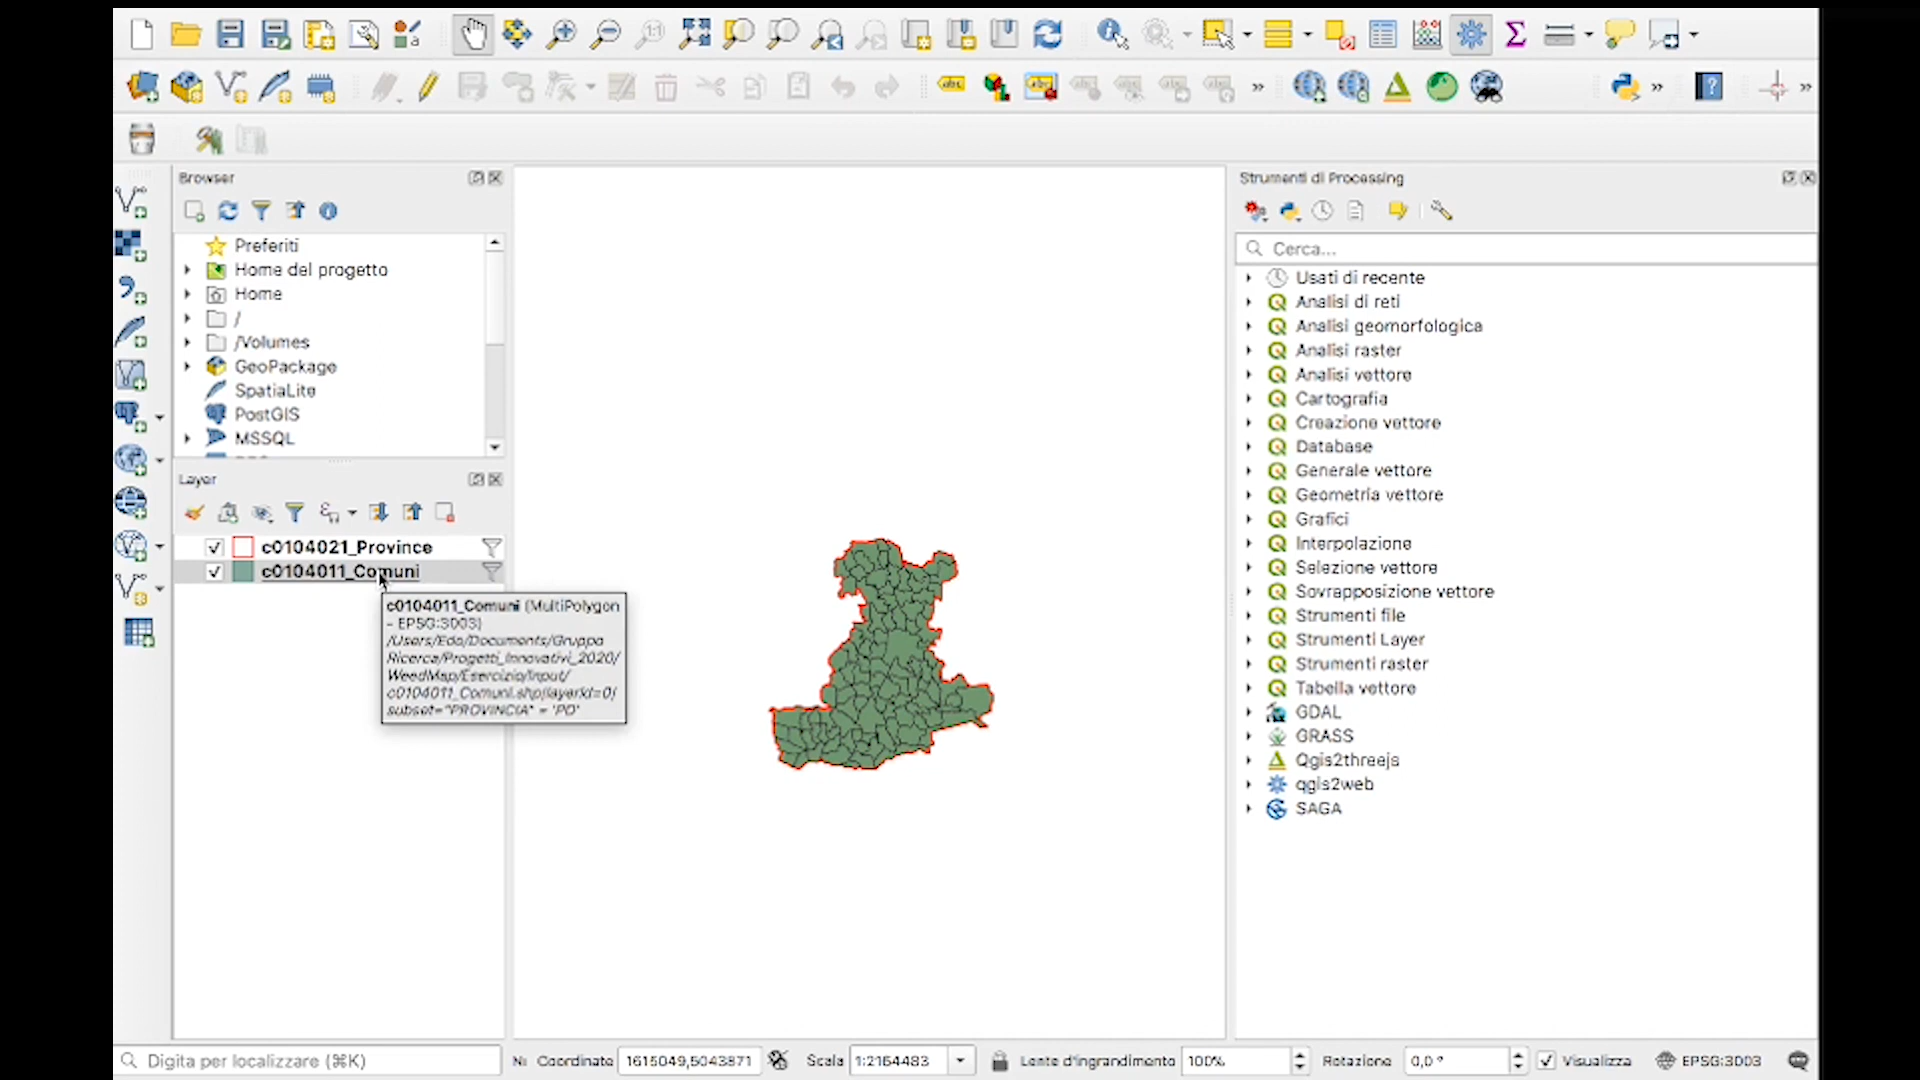 Browser
Preferiti
Home del progetto
Home
/
/Volumes
GeoPackage
SpatiaLite
PostGIS
MSSQL
Layer
c0104021_Province
c0104011_Comuni
c0104011_Comuni (MultiPolygon
- EPSG:3003)
/Users/Edo/Documents/Gruppo
Ricerca/Progetti_Innovativi_2020/
WeedMap/Esercizio/Input/
c0104011_Comuni.shp|layerid=0|
subset="PROVINCIA" = 'PD'
Strumenti di Processing
Cerca...
Usati di recente
Analisi di reti
Analisi geomorfologica
Analisi raster
Analisi vettore
Cartografia
Creazione vettore
Database
Generale vettore
Geometria vettore
Grafici
Interpolazione
Selezione vettore
Sovrapposizione vettore
Strumenti file
Strumenti Layer
Strumenti raster
Tabella vettore
GDAL
GRASS
Qgis2threejs
qgis2web
SAGA
Digita per localizzare (⌘K)
Coordinate 1615049,5043871 Scala 1:2164483 Lente d'ingrandimento 100% Rotazione 0,0 ° Visualizza EPSG:3003